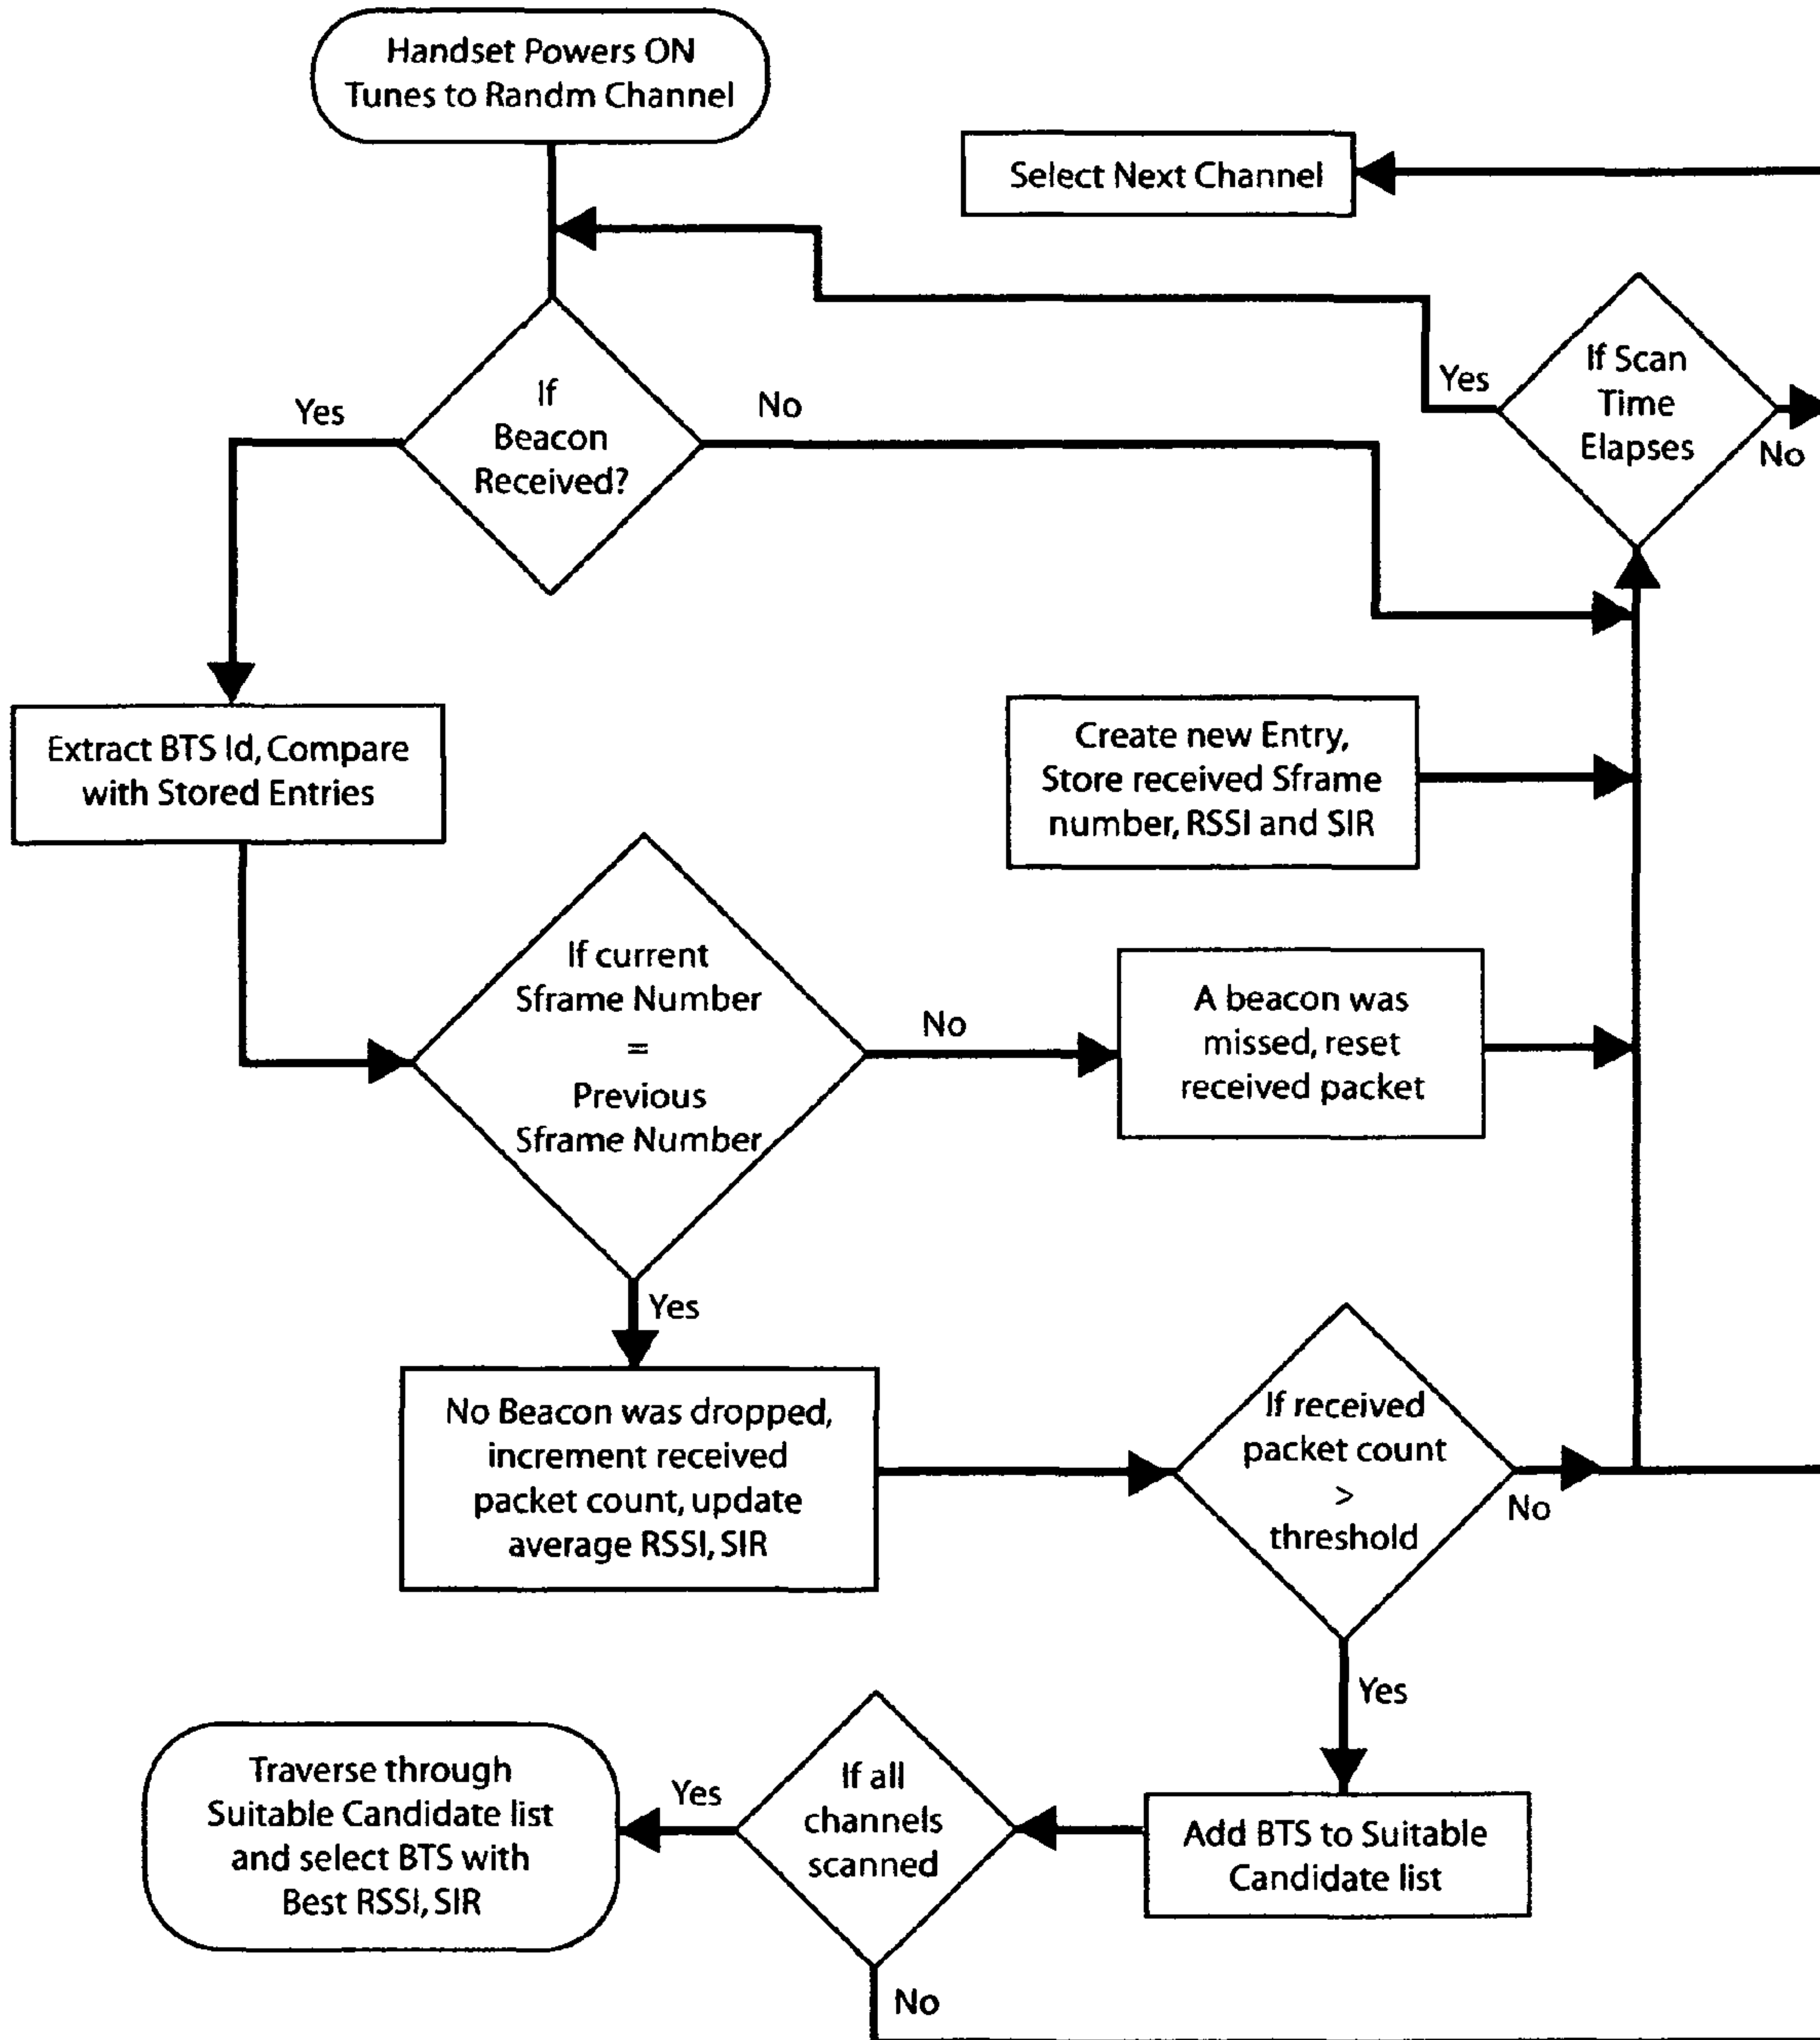 Handset Powers ON
Tunes to Randm Channel
Select Next Channel
If Scan
Time
Elapses
Yes
No
If
Beacon
Received?
Yes
No
Extract BTS Id, Compare
with Stored Entries
Create new Entry,
Store received Sframe
number, RSSI and SIR
If current
Sframe Number
=
Previous
Sframe Number
No
A beacon was
missed, reset
received packet
Yes
No Beacon was dropped,
increment received
packet count, update
average RSSI, SIR
If received
packet count
>
threshold
No
Yes
Traverse through
Suitable Candidate list
and select BTS with
Best RSSI, SIR
Yes
If all
channels
scanned
Add BTS to Suitable
Candidate list
No